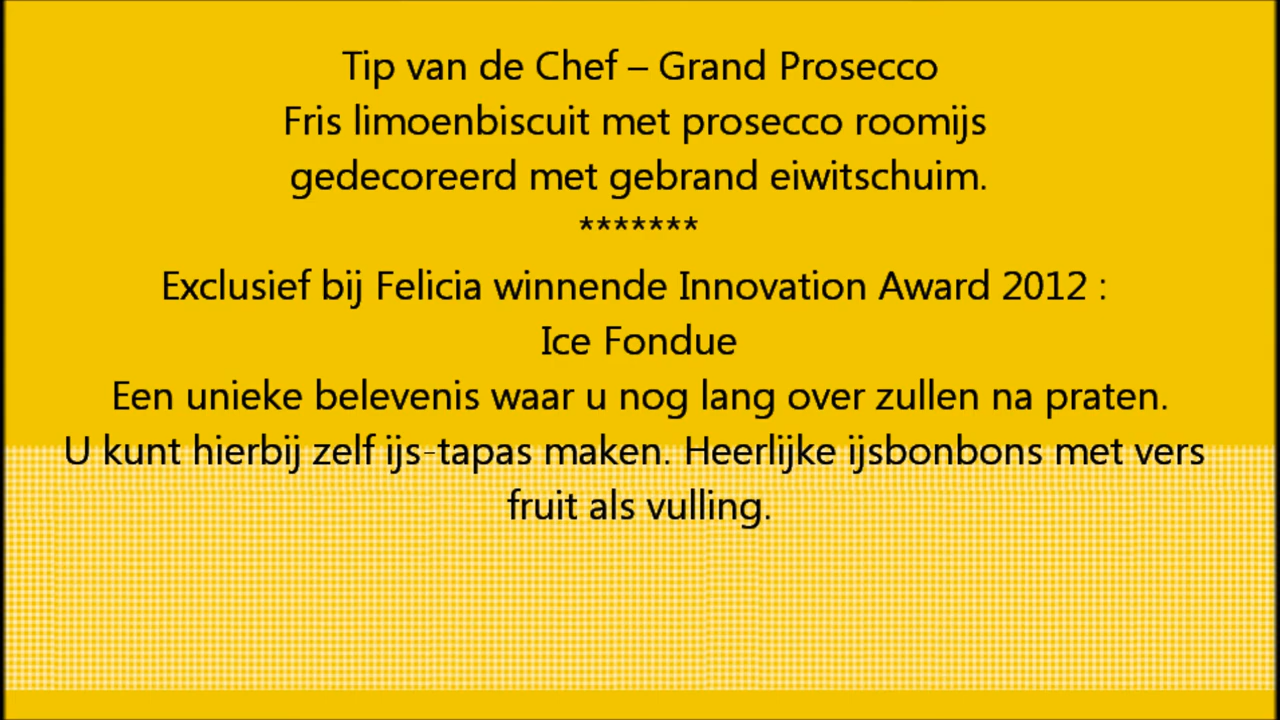 Tip van de Chef – Grand Prosecco
Fris limoenbiscuit met prosecco roomijs
gedecoreerd met gebrand eiwitschuim.
*******
Exclusief bij Felicia winnende Innovation Award 2012 :
Ice Fondue
Een unieke belevenis waar u nog lang over zullen na praten.
U kunt hierbij zelf ijs-tapas maken. Heerlijke ijsbonbons met vers
fruit als vulling.